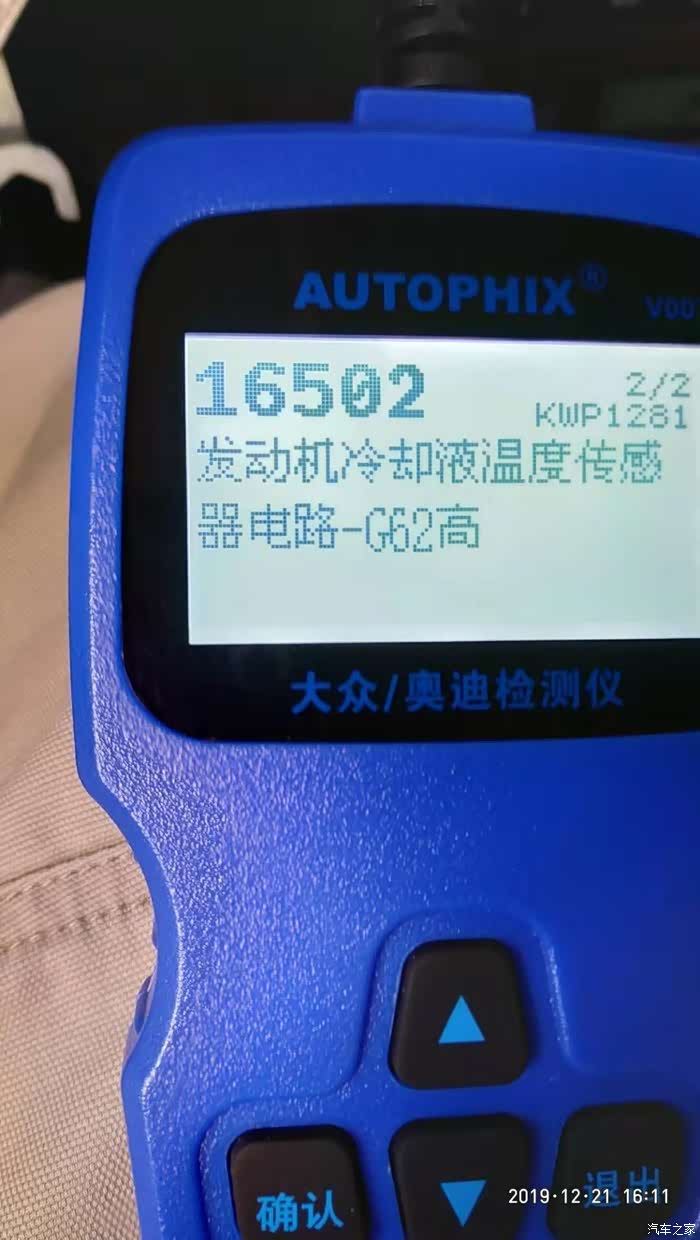 AUTOPHIX®
V007
16502
2/2
KWP1281
发动机冷却液温度传感
器电路-G62高
大众/奥迪检测仪
确认
退出
2019·12·21 16:11
汽车之家